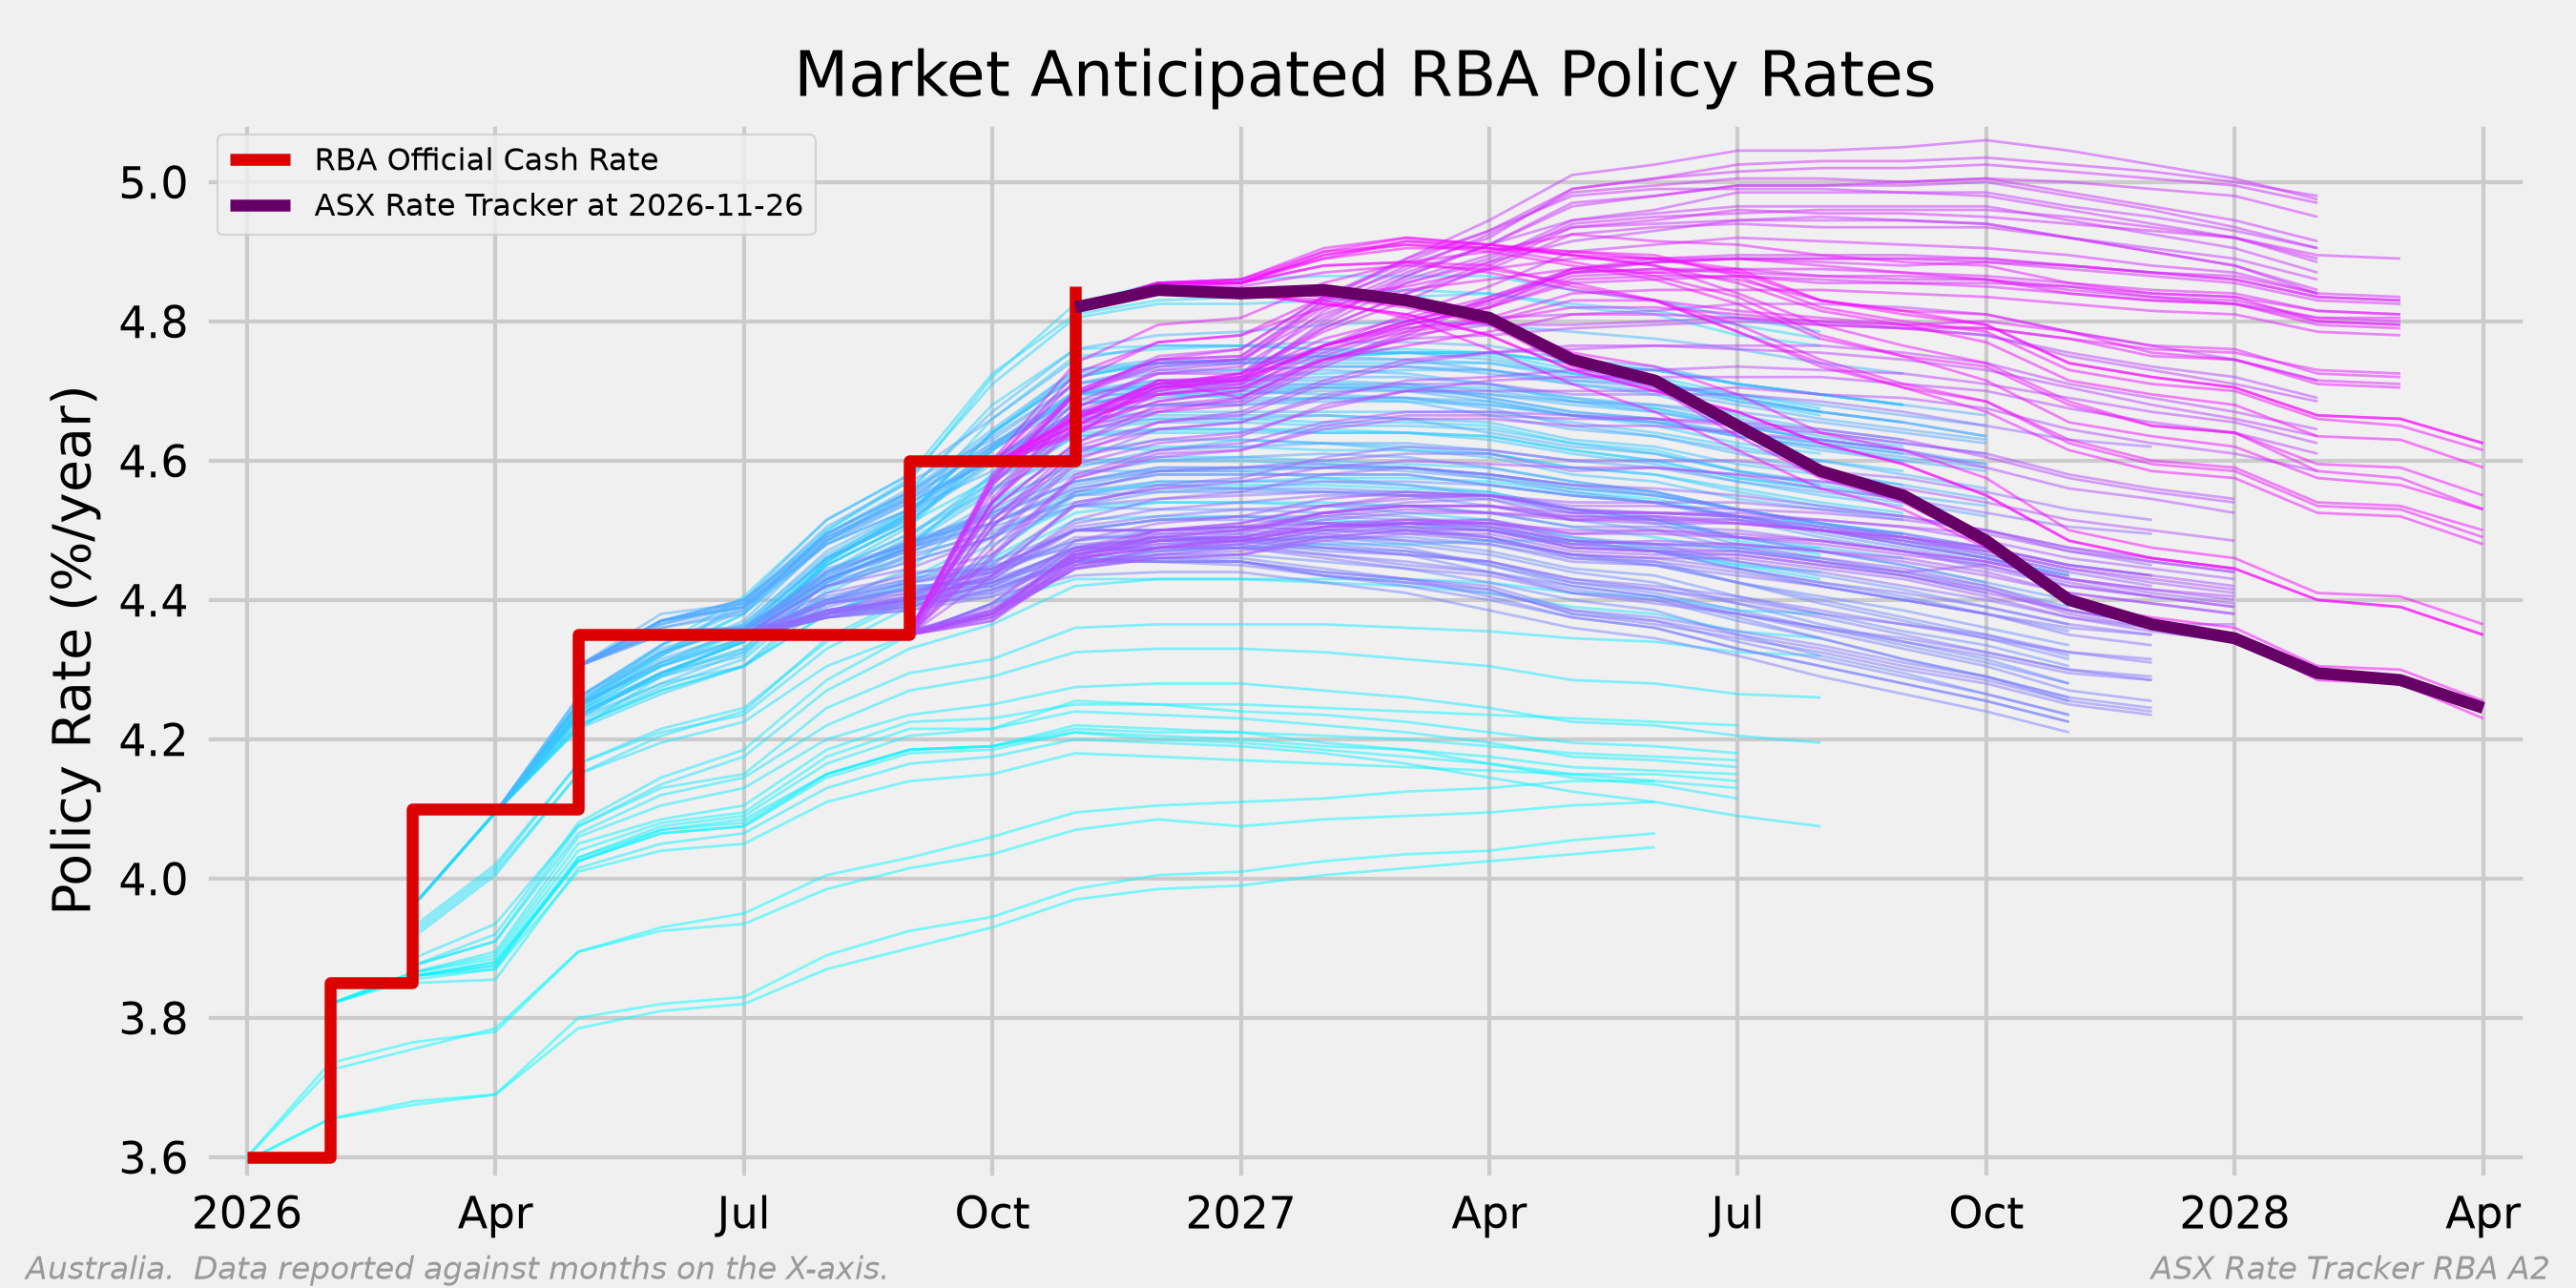 Market Anticipated RBA Policy Rates
RBA Official Cash Rate
ASX Rate Tracker at 2026-11-26
Policy Rate (%/year)
5.0
4.8
4.6
4.4
4.2
4.0
3.8
3.6
2026 Apr Jul Oct 2027 Apr Jul Oct 2028 Apr
Australia. Data reported against months on the X-axis.
ASX Rate Tracker RBA A2